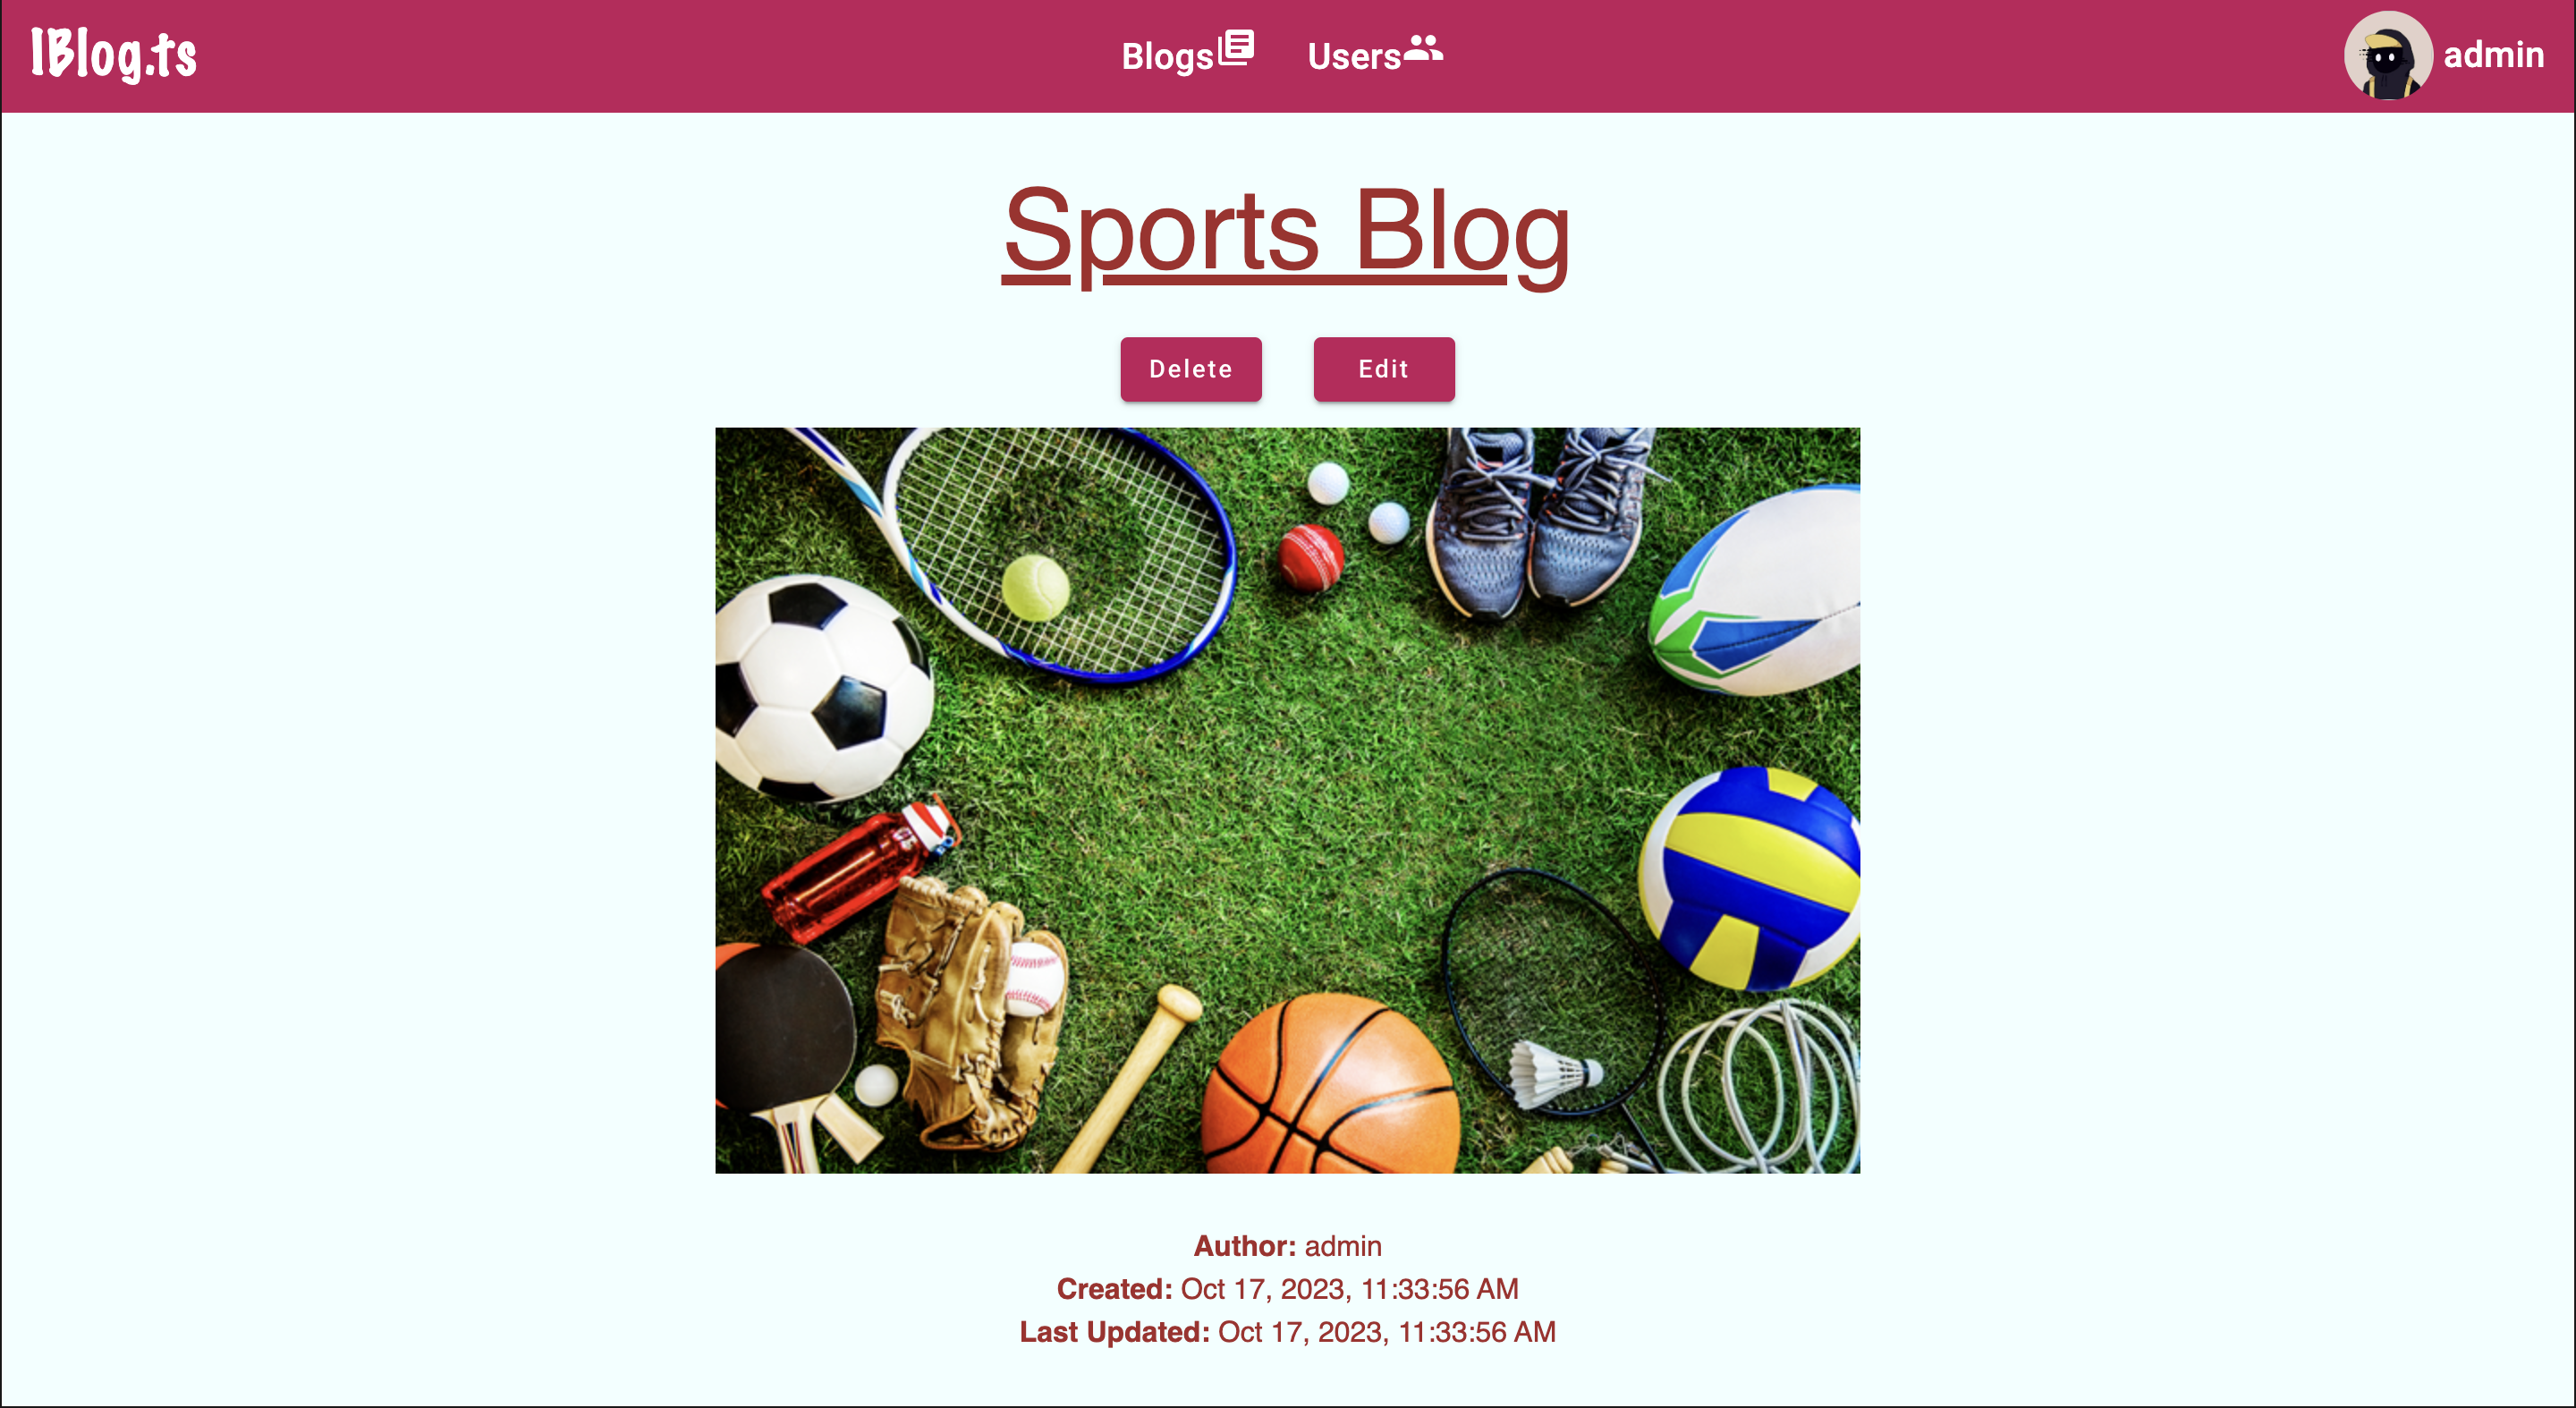 IBlog.ts
Blogs Users
admin
Sports Blog
Delete Edit
Author: admin
Created: Oct 17, 2023, 11:33:56 AM
Last Updated: Oct 17, 2023, 11:33:56 AM